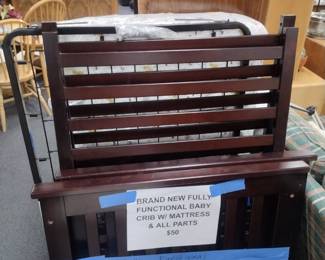 BRAND NEW FULLY
FUNCTIONAL BABY
CRIB W/ MATTRESS
& ALL PARTS
$50